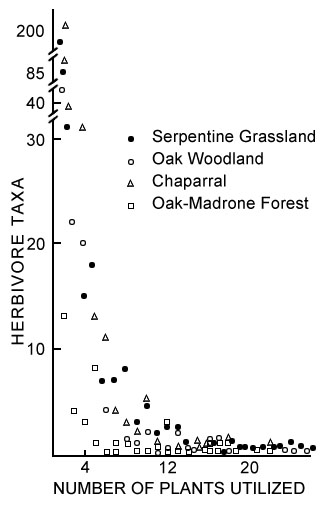 200
85
40
30
Serpentine Grassland
Oak Woodland
Chaparral
Oak-Madrone Forest
HERBIVORE TAXA
20
10
4 12 20
NUMBER OF PLANTS UTILIZED